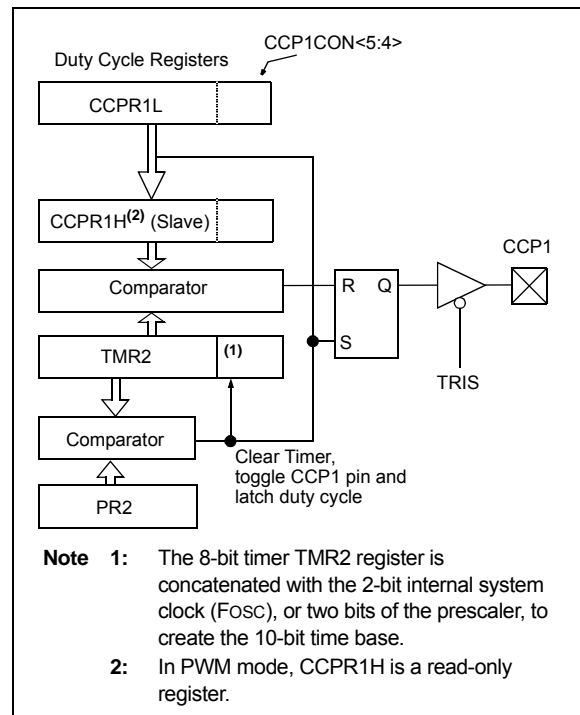 CCP1CON<5:4>
Duty Cycle Registers
CCPR1L
CCPR1H(2) (Slave)
CCP1
Comparator
R Q
S
TMR2 (1)
TRIS
Comparator
Clear Timer,
toggle CCP1 pin and
latch duty cycle
PR2
Note 1: The 8-bit timer TMR2 register is
concatenated with the 2-bit internal system
clock (FOSC), or two bits of the prescaler, to
create the 10-bit time base.
2: In PWM mode, CCPR1H is a read-only
register.